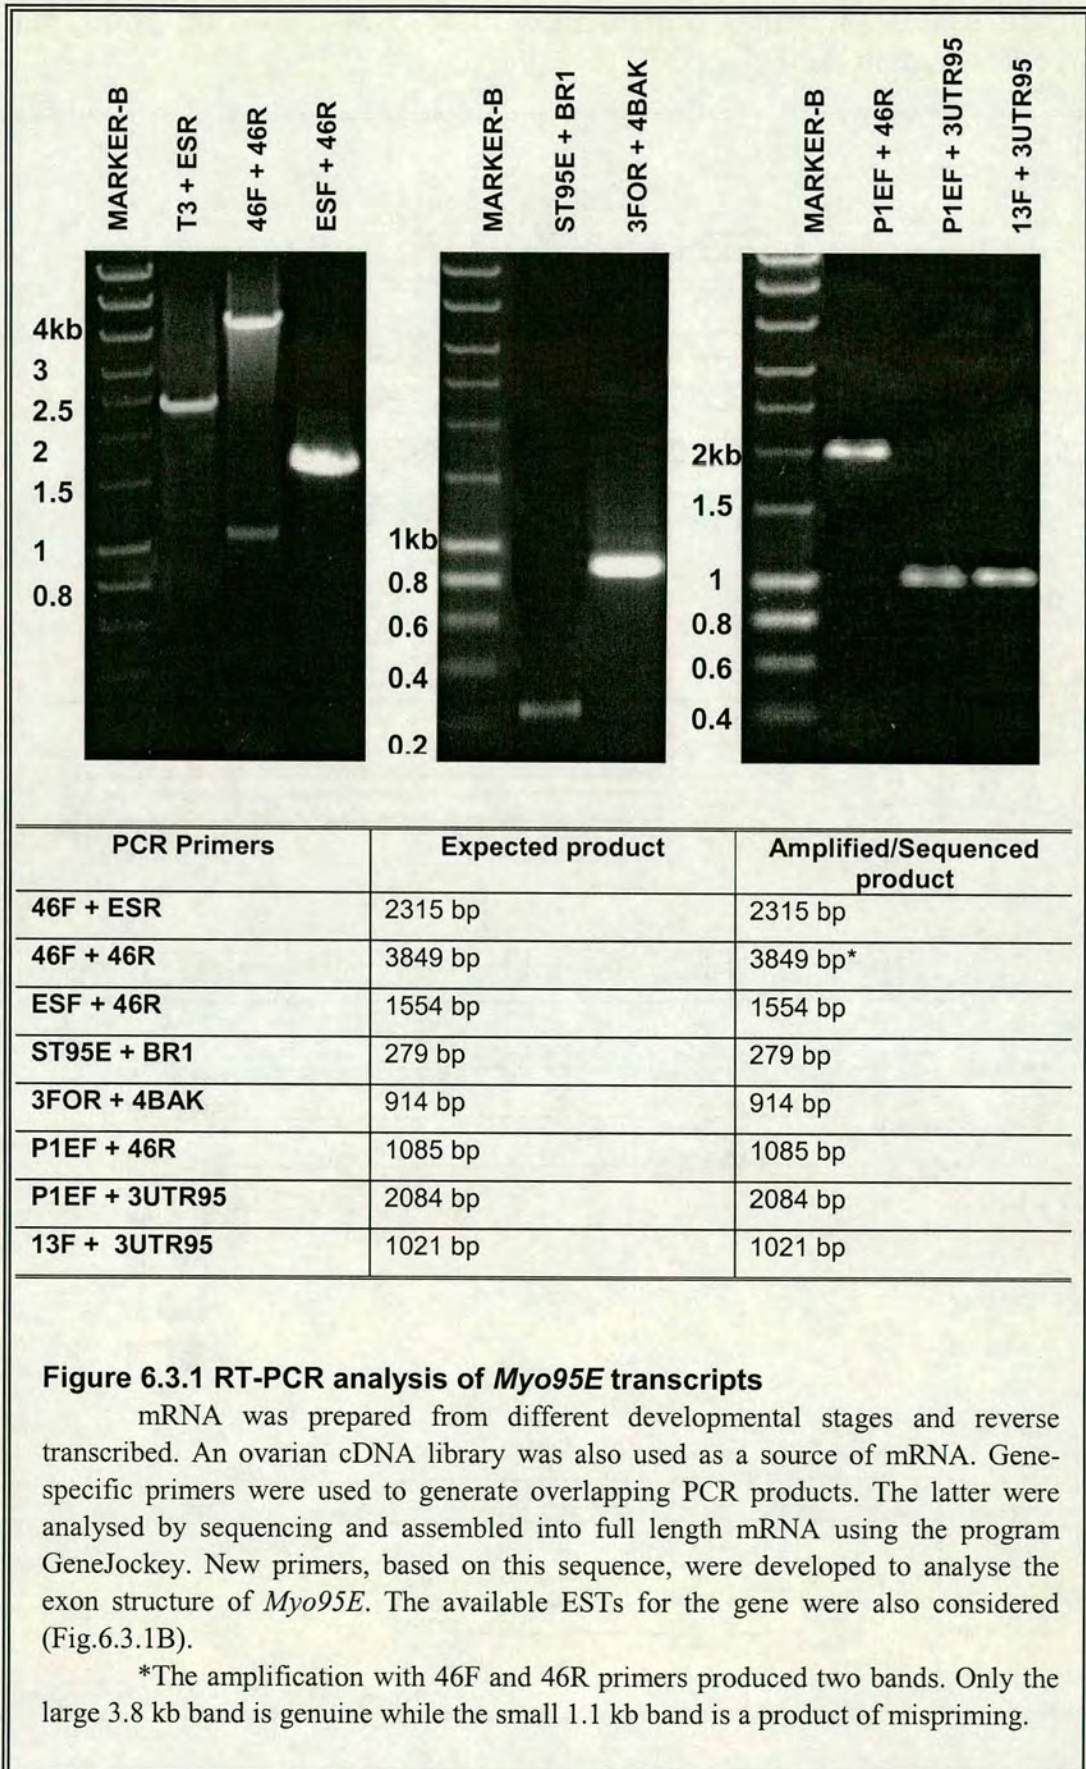 MARKER-B
T3 + ESR
46F + 46R
ESF + 46R
MARKER-B
ST95E + BR1
3FOR + 4BAK
MARKER-B
P1EF + 46R
P1EF + 3UTR95
13F + 3UTR95
4kb
3
2.5
2
1.5
1
0.8
1kb
0.8
0.6
0.4
0.2
2kb
1.5
1
0.8
0.6
0.4
PCR Primers Expected product Amplified/Sequenced
product
46F + ESR 2315 bp 2315 bp
46F + 46R 3849 bp 3849 bp*
ESF + 46R 1554 bp 1554 bp
ST95E + BR1 279 bp 279 bp
3FOR + 4BAK 914 bp 914 bp
P1EF + 46R 1085 bp 1085 bp
P1EF + 3UTR95 2084 bp 2084 bp
13F + 3UTR95 1021 bp 1021 bp
Figure 6.3.1 RT-PCR analysis of Myo95E transcripts
mRNA was prepared from different developmental stages and reverse
transcribed. An ovarian cDNA library was also used as a source of mRNA. Gene-
specific primers were used to generate overlapping PCR products. The latter were
analysed by sequencing and assembled into full length mRNA using the program
GeneJockey. New primers, based on this sequence, were developed to analyse the
exon structure of Myo95E. The available ESTs for the gene were also considered
(Fig.6.3.1B).
*The amplification with 46F and 46R primers produced two bands. Only the
large 3.8 kb band is genuine while the small 1.1 kb band is a product of mispriming.